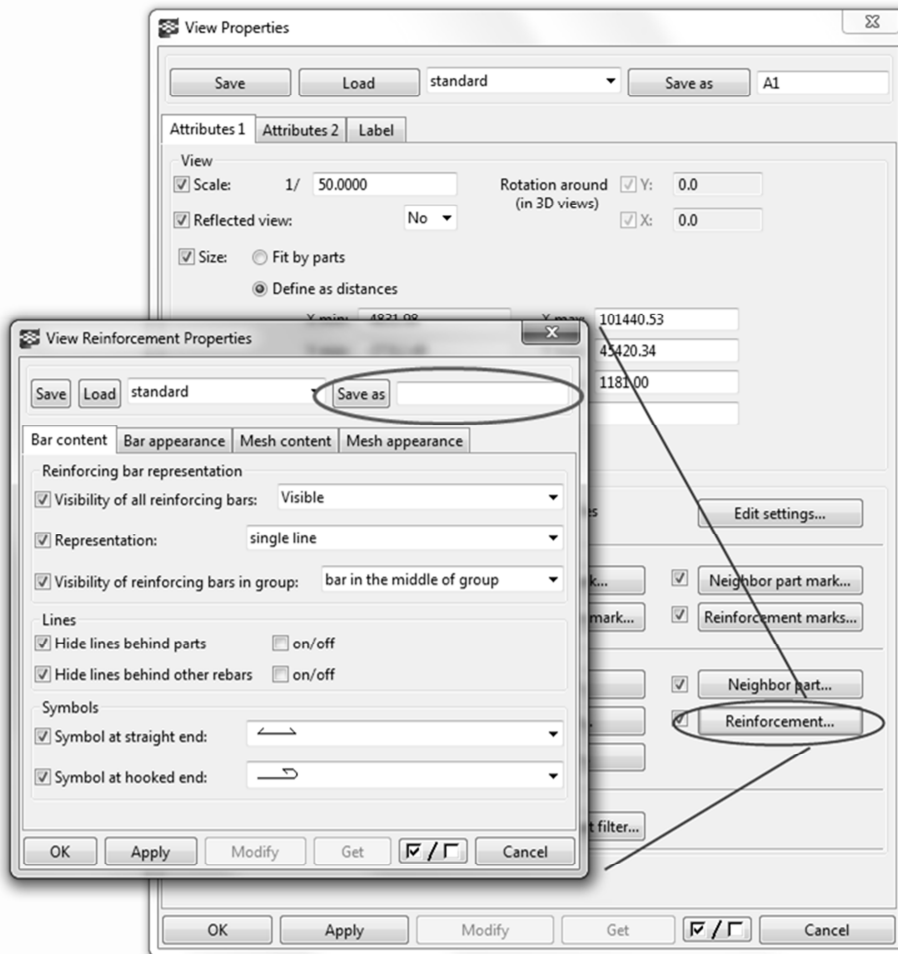 View Properties
Save Load standard Save as A1
Attributes 1 Attributes 2 Label
View
Scale: 1/ 50.0000 Rotation around Y: 0.0
(in 3D views)
Reflected view: No X: 0.0
Size: Fit by parts
Define as distances
101440.53
45420.34
1181.00
Edit settings...
Neighbor part mark...
mark... Reinforcement marks...
Neighbor part...
Reinforcement...
t filter...
OK Apply Modify Get / Cancel
View Reinforcement Properties
Save Load standard Save as
Bar content Bar appearance Mesh content Mesh appearance
Reinforcing bar representation
Visibility of all reinforcing bars: Visible
Representation: single line
Visibility of reinforcing bars in group: bar in the middle of group
Lines
Hide lines behind parts on/off
Hide lines behind other rebars on/off
Symbols
Symbol at straight end:
Symbol at hooked end:
OK Apply Modify Get / Cancel